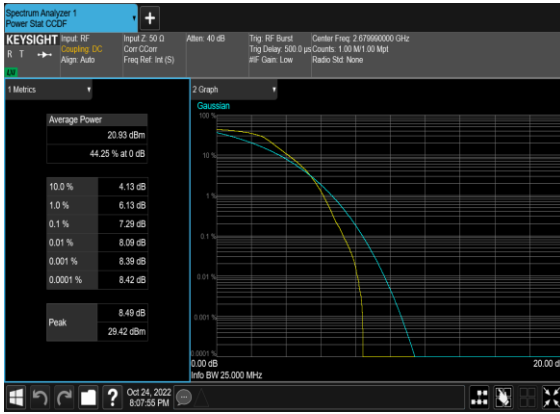 Spectrum Analyzer 1
Power Stat CCDF
+
KEYSIGHT
R T
Input: RF
Coupling: DC
Align: Auto
Input Z: 50 Ω
Corr CCorr
Freq Ref: Int (S)
Atten: 40 dB
Trig: RF Burst
Trig Delay: 500.0 µs
#IF Gain: Low
Center Freq: 2.679990000 GHz
Counts: 1.00 M/1.00 Mpt
Radio Std: None
1 Metrics
Average Power
20.93 dBm
44.25 % at 0 dB
10.0 % 4.13 dB
1.0 % 6.13 dB
0.1 % 7.29 dB
0.01 % 8.09 dB
0.001 % 8.39 dB
0.0001 % 8.42 dB
Peak
8.49 dB
29.42 dBm
2 Graph
Gaussian
100 %
10 %
1 %
0.1 %
0.01 %
0.001 %
0.0001 %
0.00 dB
20.00 d
Info BW 25.000 MHz
?
Oct 24, 2022
8:07:55 PM